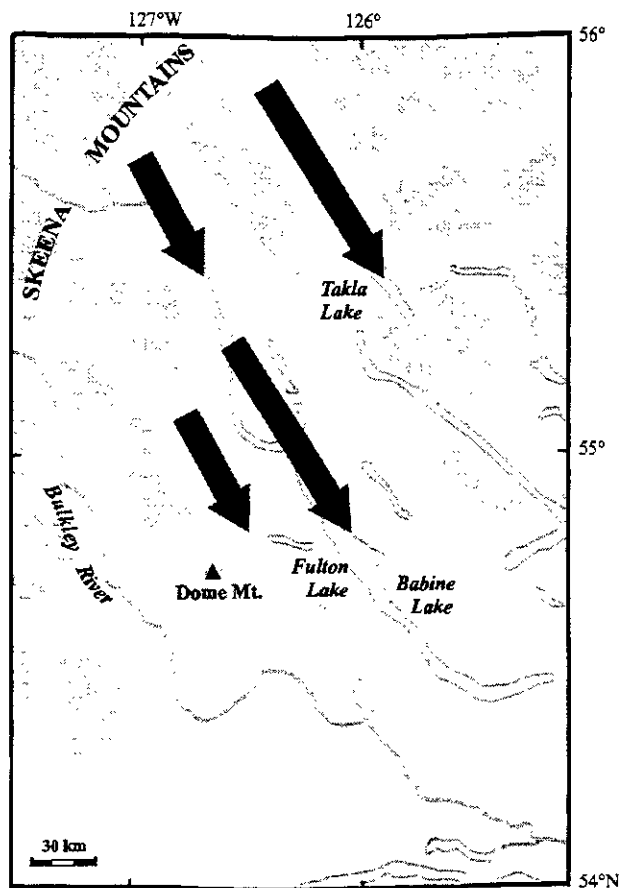 127°W 126°
56°
SKEENA MOUNTAINS
Takla
Lake
55°
Bulkley
River
Dome Mt.
Fulton
Lake
Babine
Lake
30 km
54°N